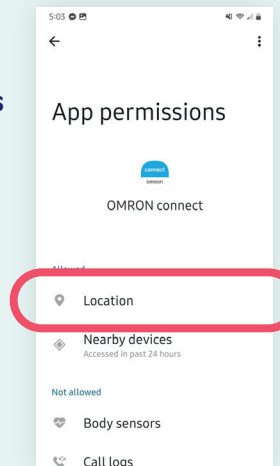 5:03
s
App permissions
connect
OMRON
OMRON connect
Allowed
Location
Nearby devices
Accessed in past 24 hours
Not allowed
Body sensors
Call logs